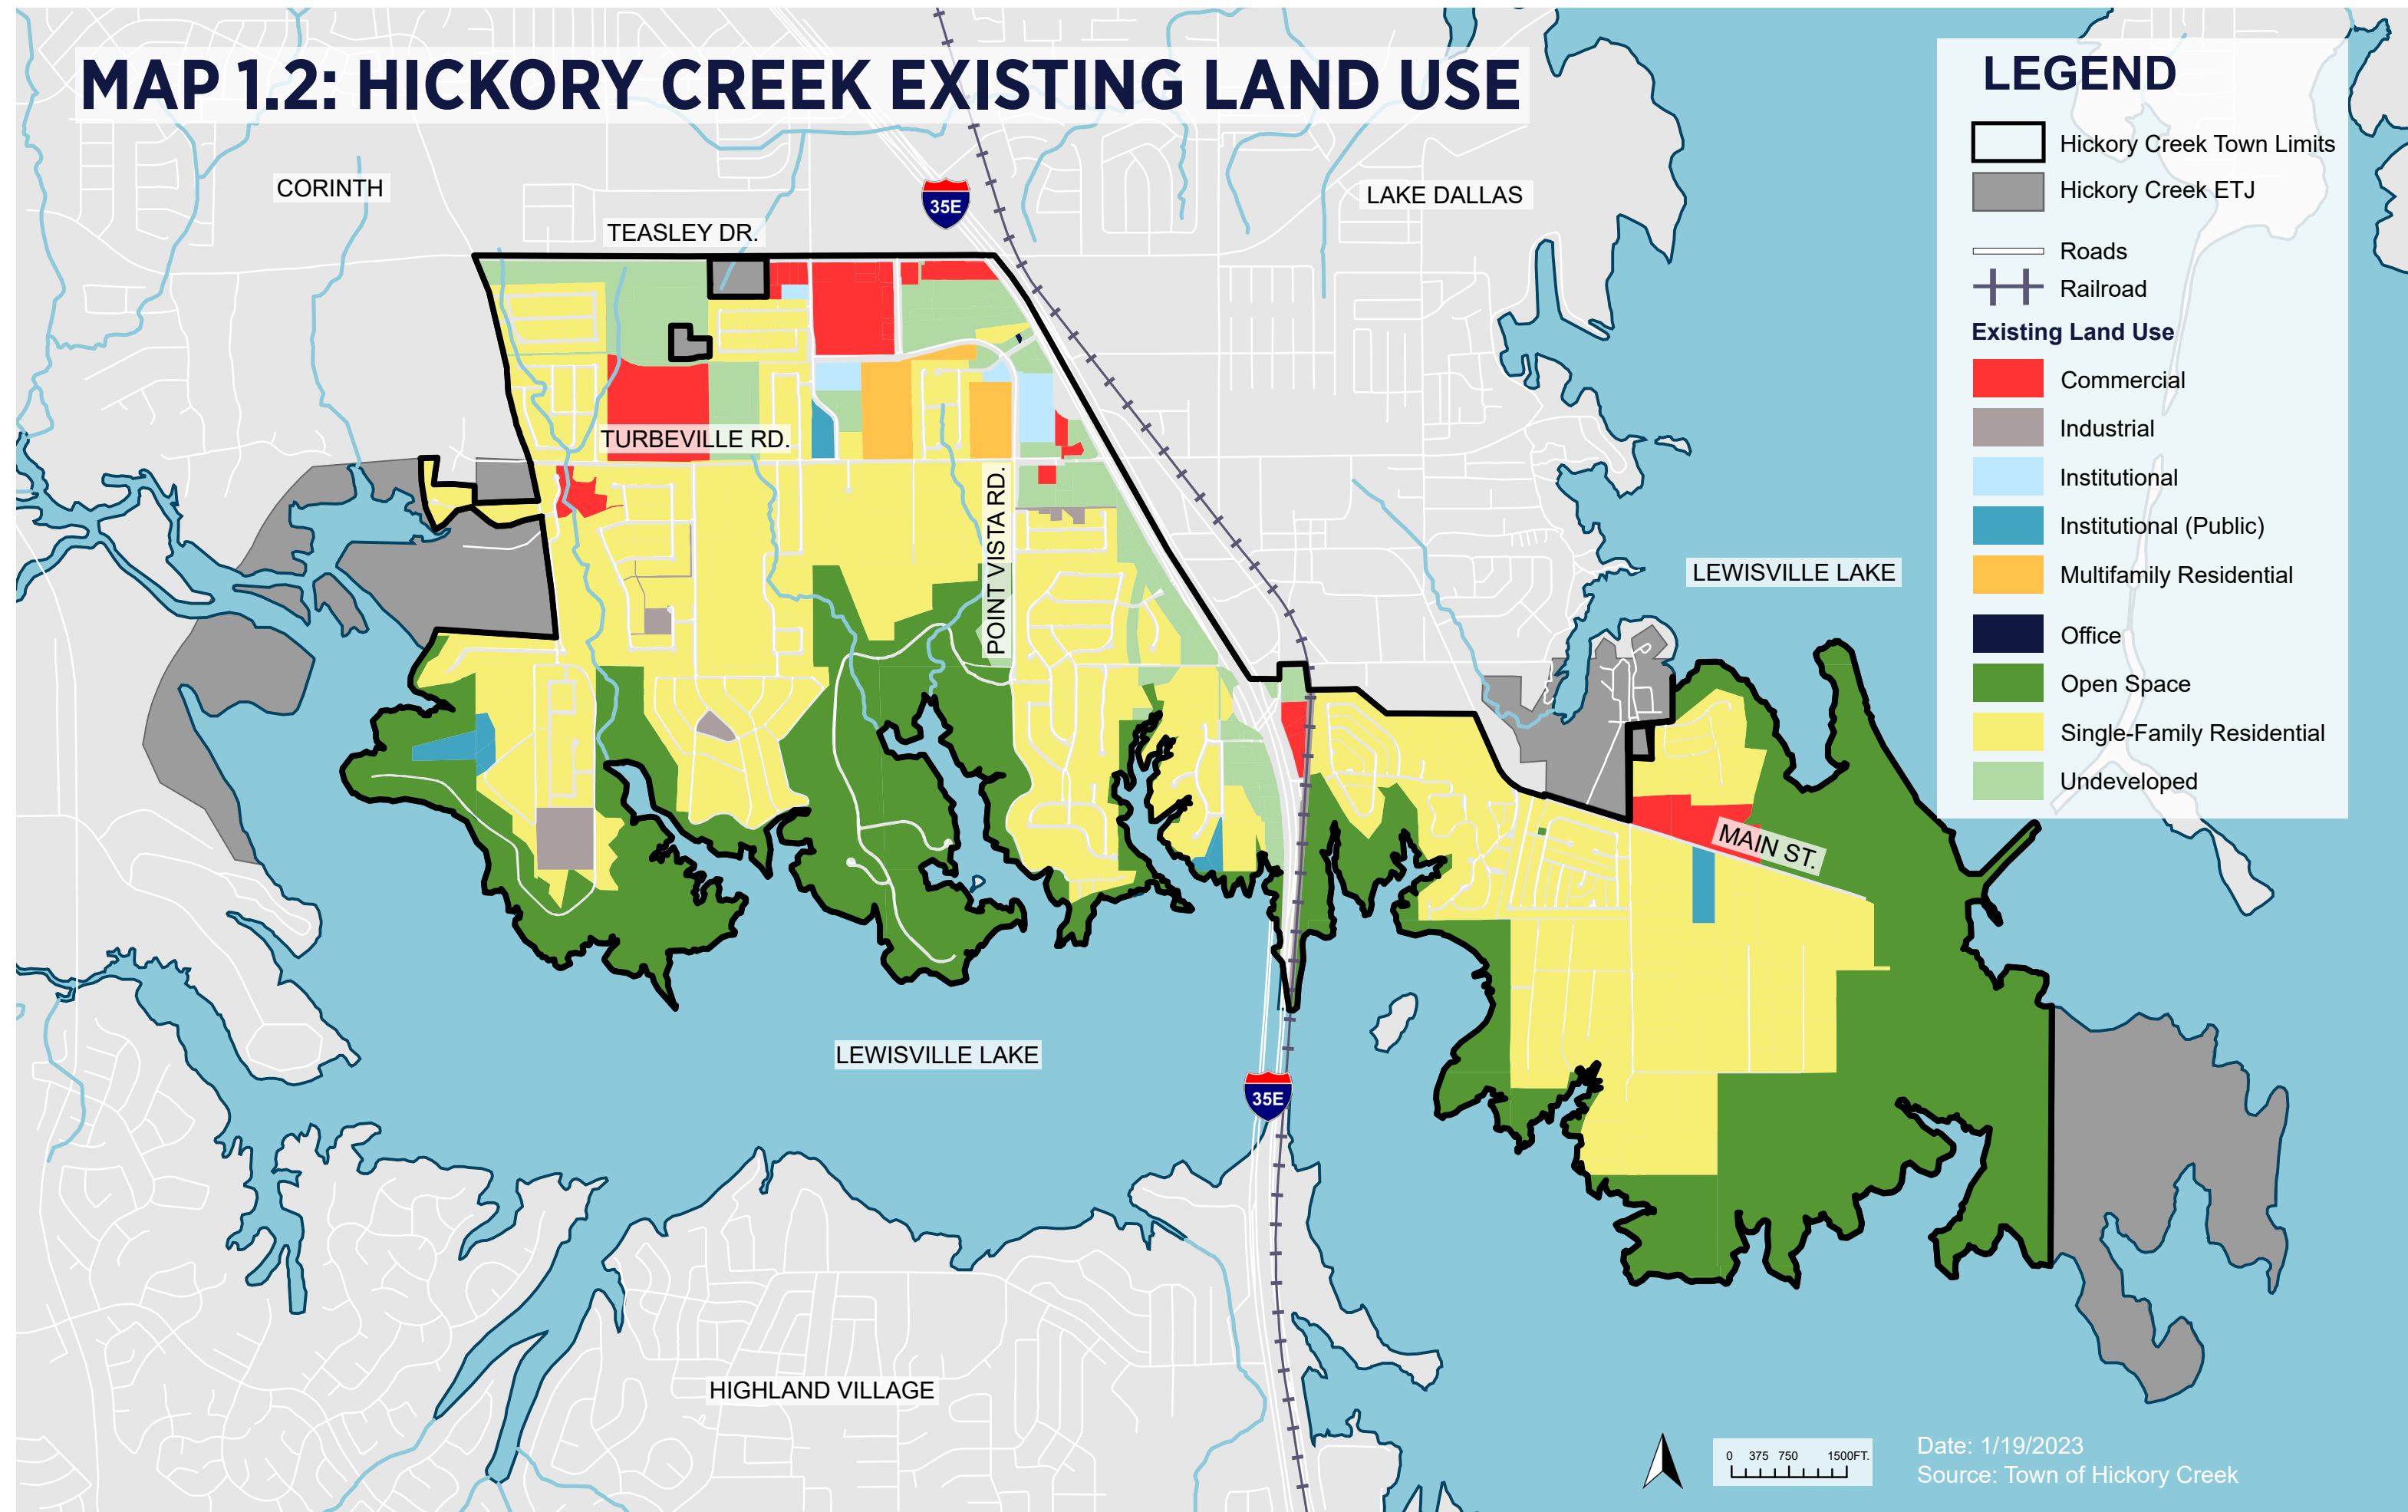 MAP 1.2: HICKORY CREEK EXISTING LAND USE
LEGEND
Hickory Creek Town Limits
Hickory Creek ETJ
Roads
Railroad
Existing Land Use
Commercial
Industrial
Institutional
Institutional (Public)
Multifamily Residential
Office
Open Space
Single-Family Residential
Undeveloped
CORINTH
LAKE DALLAS
35E
TEASLEY DR.
TURBEVILLE RD.
POINT VISTA RD.
LEWISVILLE LAKE
MAIN ST.
LEWISVILLE LAKE
35E
HIGHLAND VILLAGE
0 375 750 1500FT.
Date: 1/19/2023
Source: Town of Hickory Creek